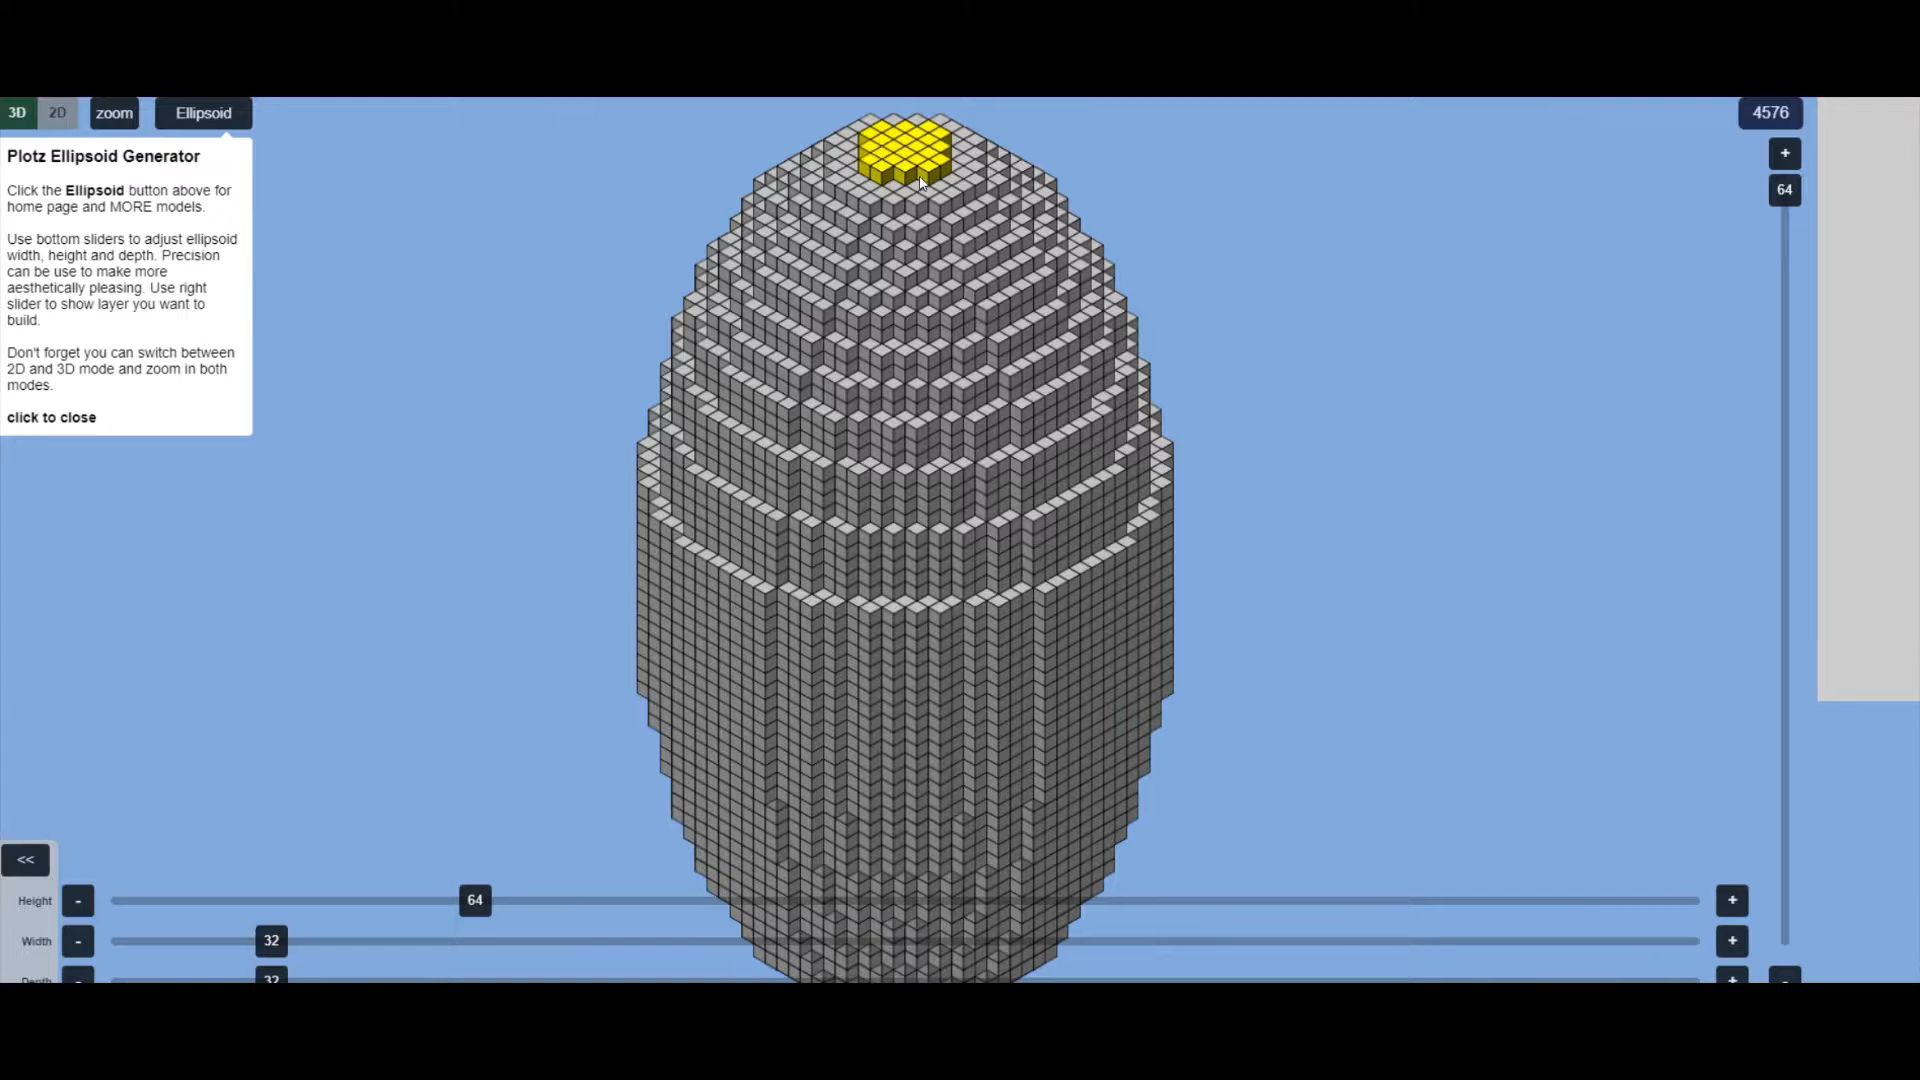 3D 2D zoom Ellipsoid 4576
Plotz Ellipsoid Generator
Click the Ellipsoid button above for
home page and MORE models.
Use bottom sliders to adjust ellipsoid
width, height and depth. Precision
can be use to make more
aesthetically pleasing. Use right
slider to show layer you want to
build.
Don't forget you can switch between
2D and 3D mode and zoom in both
modes.
click to close
+
64
<<
Height - 64 +
Width - 32 +
Depth - 32 + -